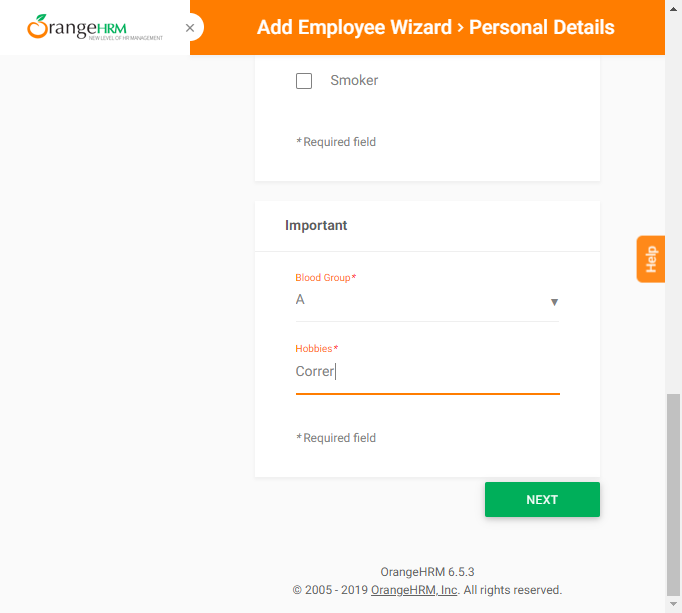 OrangeHRM
NEW LEVEL OF HR MANAGEMENT
×
Add Employee Wizard > Personal Details
Smoker
* Required field
Important
Blood Group*
A
Hobbies*
Correr
* Required field
NEXT
Help
OrangeHRM 6.5.3
© 2005 - 2019 OrangeHRM, Inc. All rights reserved.